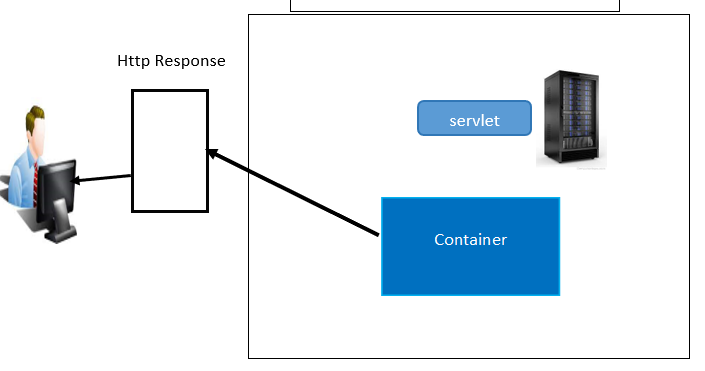 Http Response
servlet
Container